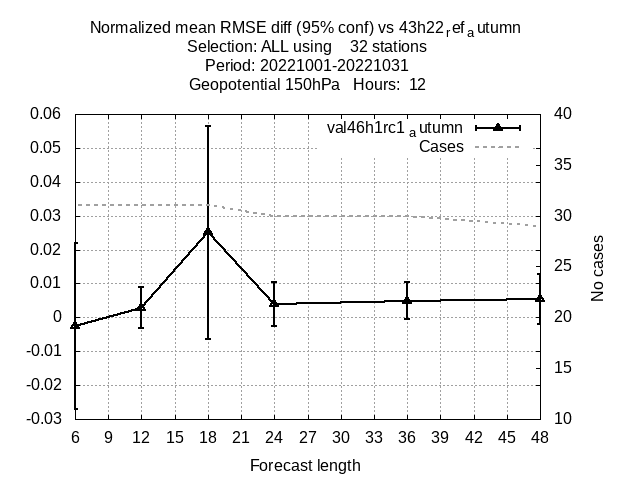 Normalized mean RMSE diff (95% conf) vs 43h22refautumn
Selection: ALL using 32 stations
Period: 20221001-20221031
Geopotential 150hPa Hours: 12
0.06
0.05
0.04
0.03
0.02
0.01
0
-0.01
-0.02
-0.03
val46h1rc1autumn
Cases
40
35
30
25
20
15
10
No cases
6 9 12 15 18 21 24 27 30 33 36 39 42 45 48
Forecast length